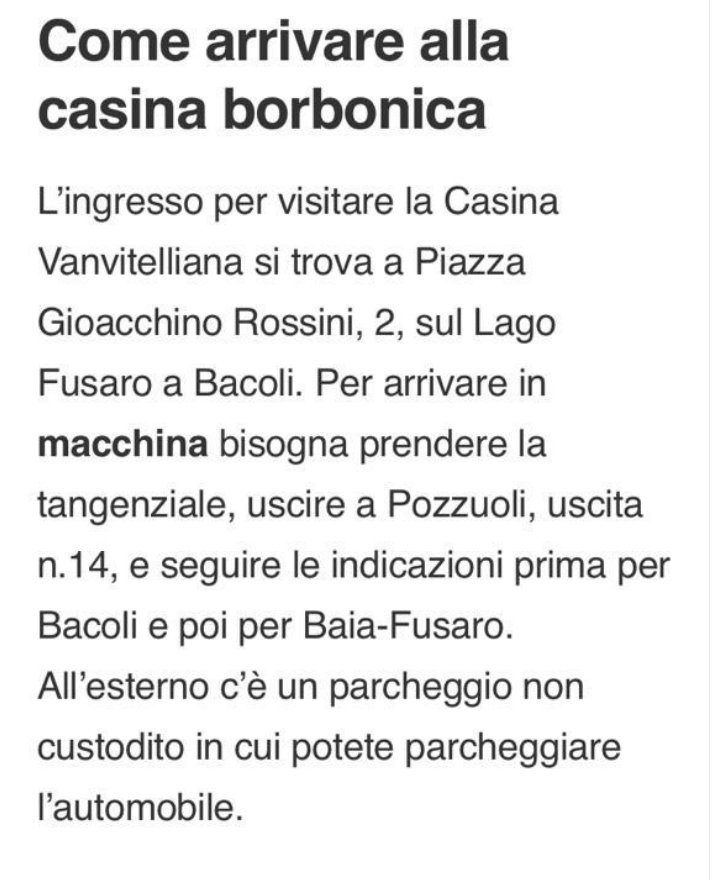 Come arrivare alla
casina borbonica
L’ingresso per visitare la Casina
Vanvitelliana si trova a Piazza
Gioacchino Rossini, 2, sul Lago
Fusaro a Bacoli. Per arrivare in
macchina bisogna prendere la
tangenziale, uscire a Pozzuoli, uscita
n.14, e seguire le indicazioni prima per
Bacoli e poi per Baia-Fusaro.
All’esterno c’è un parcheggio non
custodito in cui potete parcheggiare
l’automobile.